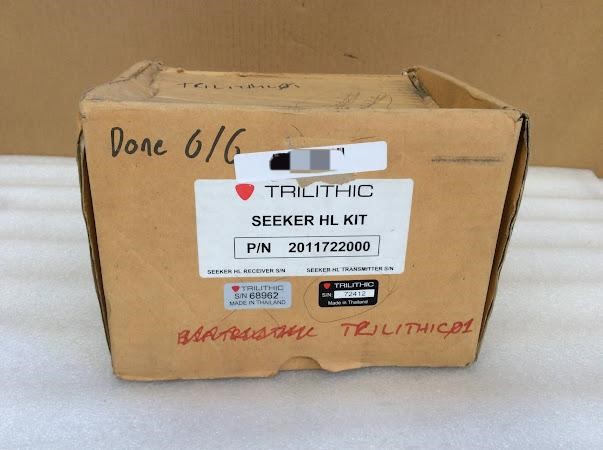 TRILITHIC01
Done 6/6
TRILITHIC
SEEKER HL KIT
P/N 2011722000
SEEKER HL RECEIVER S/N SEEKER HL TRANSMITTER S/N
TRILITHIC
S/N 68962
MADE IN THAILAND
TRILITHIC
S/N: 72412
Made in Thailand
TRILITHIC01